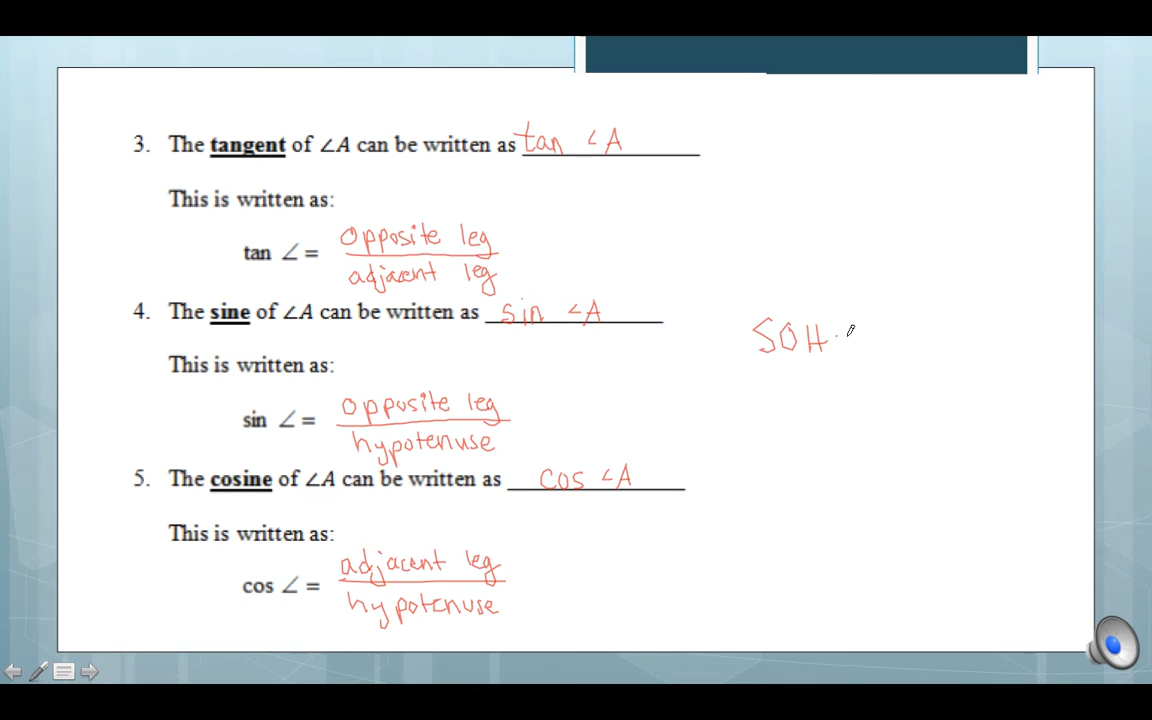 3. The tangent of ∠A can be written as tan ∠A
This is written as:
opposite leg
tan ∠ =
adjacent leg
4. The sine of ∠A can be written as sin ∠A
SOH
This is written as:
opposite leg
sin ∠ =
hypotenuse
5. The cosine of ∠A can be written as cos ∠A
This is written as:
adjacent leg
cos ∠ =
hypotenuse